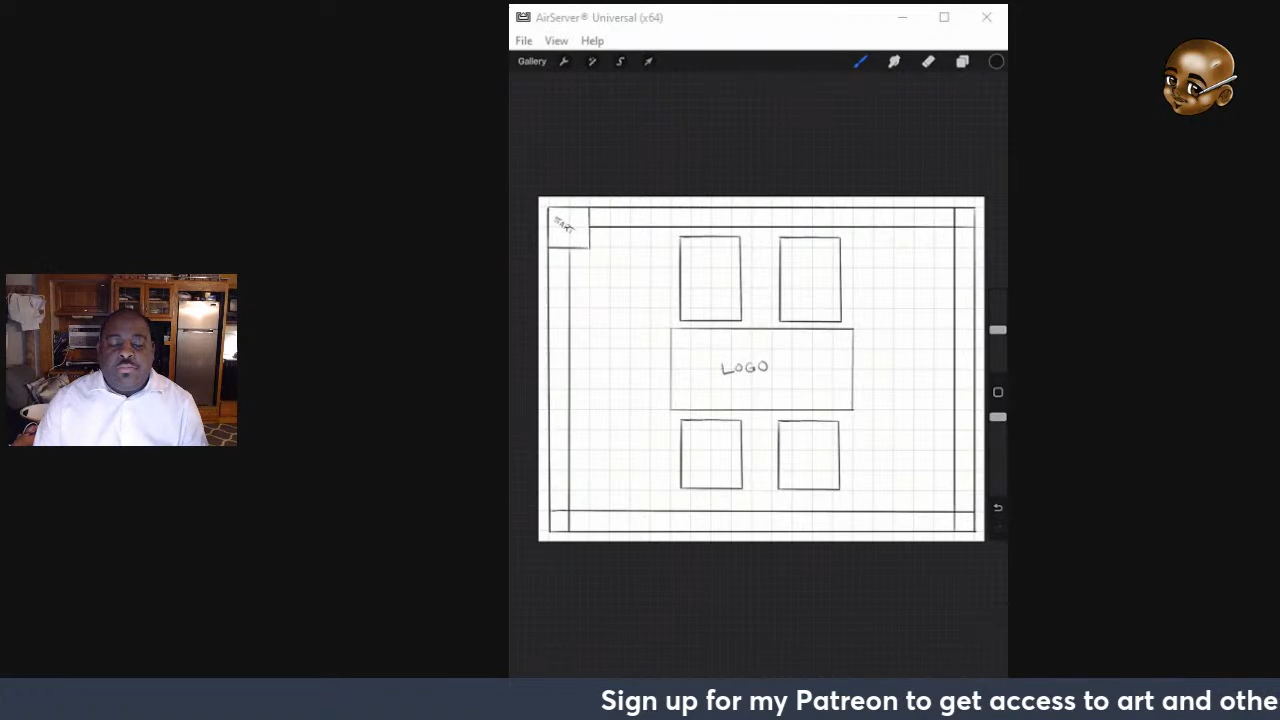 AirServer® Universal (x64)
File View Help
Gallery
START
LOGO
Sign up for my Patreon to get access to art and othe